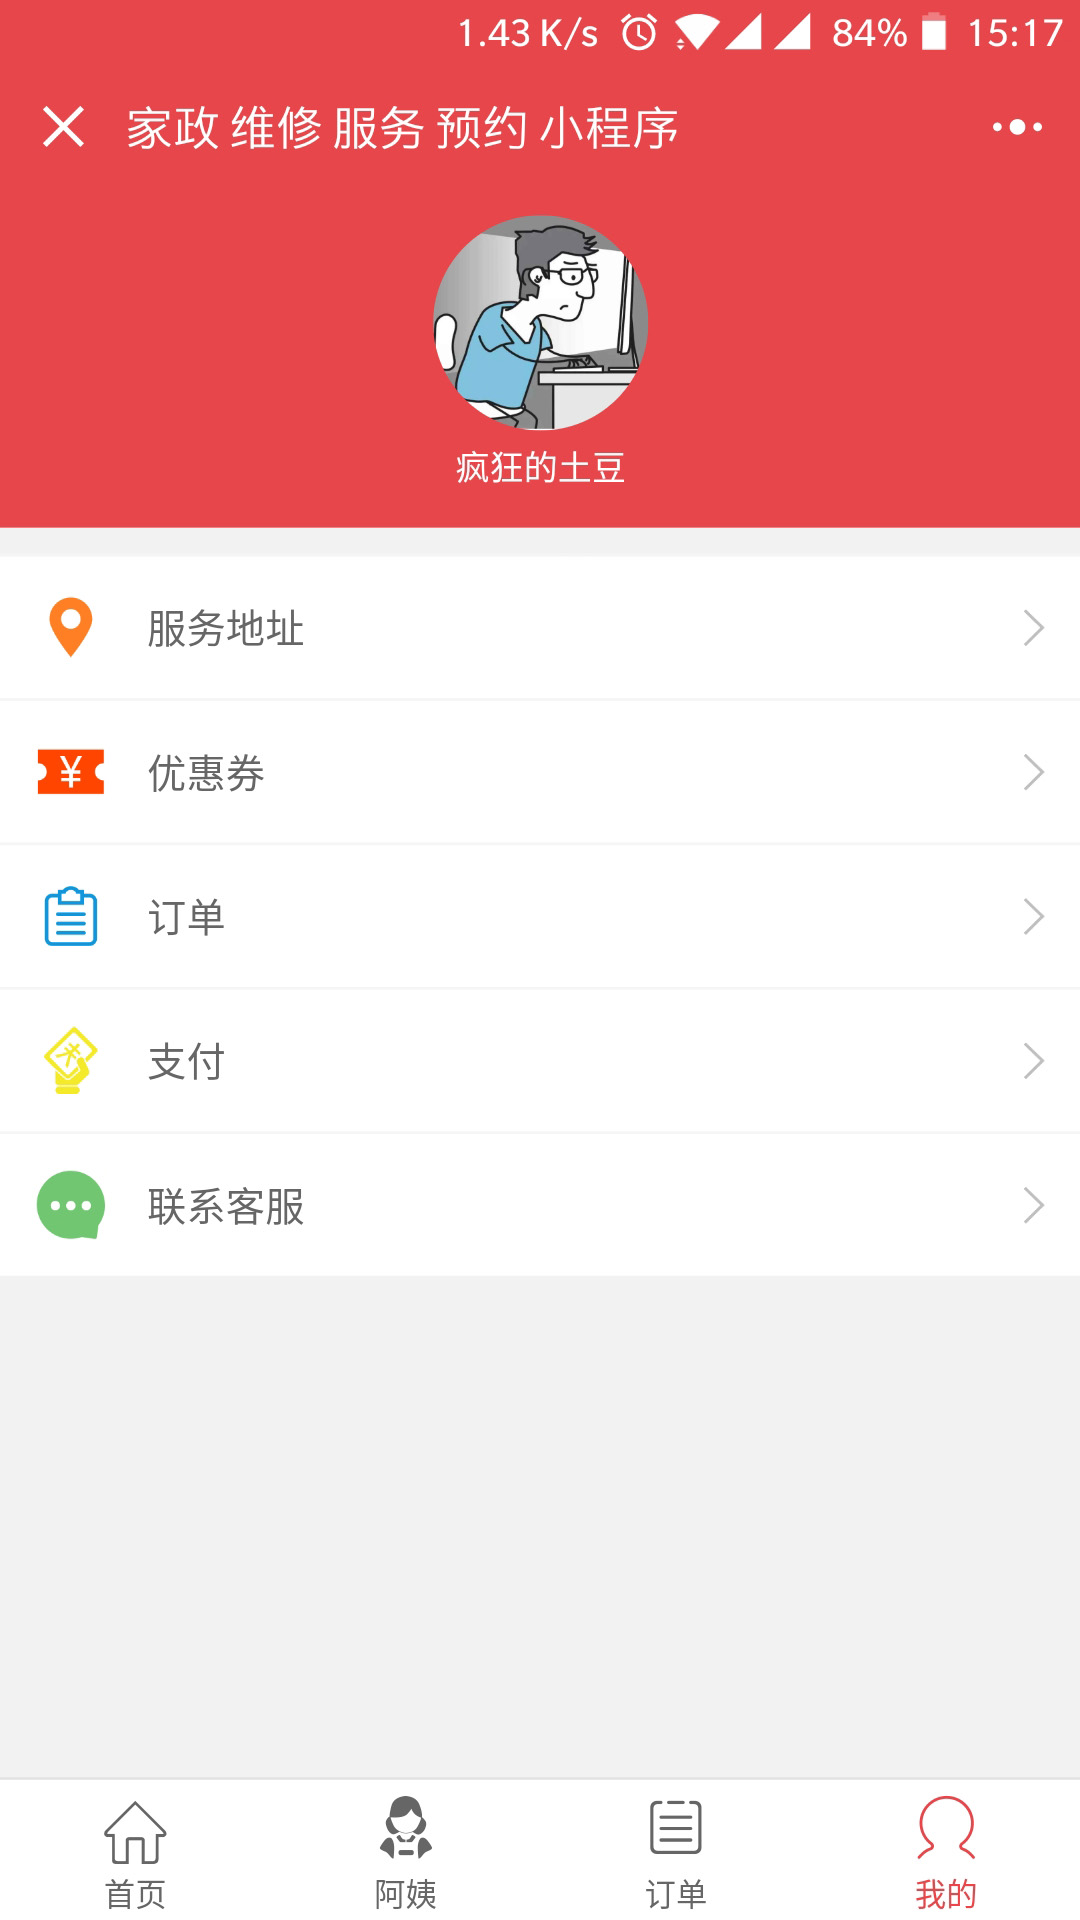 1.43 K/s 84% 15:17
家政 维修 服务 预约 小程序
疯狂的土豆
服务地址
¥ 优惠券
订单
支付
联系客服
首页 阿姨 订单 我的